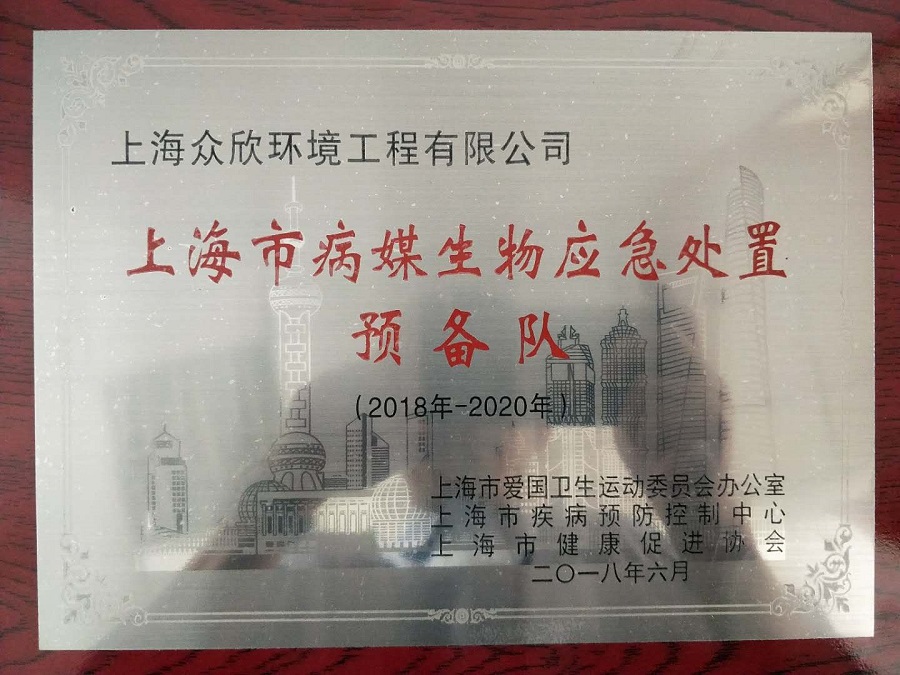 上海众欣环境工程有限公司
上海市病媒生物应急处置
预备队
(2018年-2020年)
上海市爱国卫生运动委员会办公室
上海市疾病预防控制中心
上海市健康促进协会
二〇一八年六月